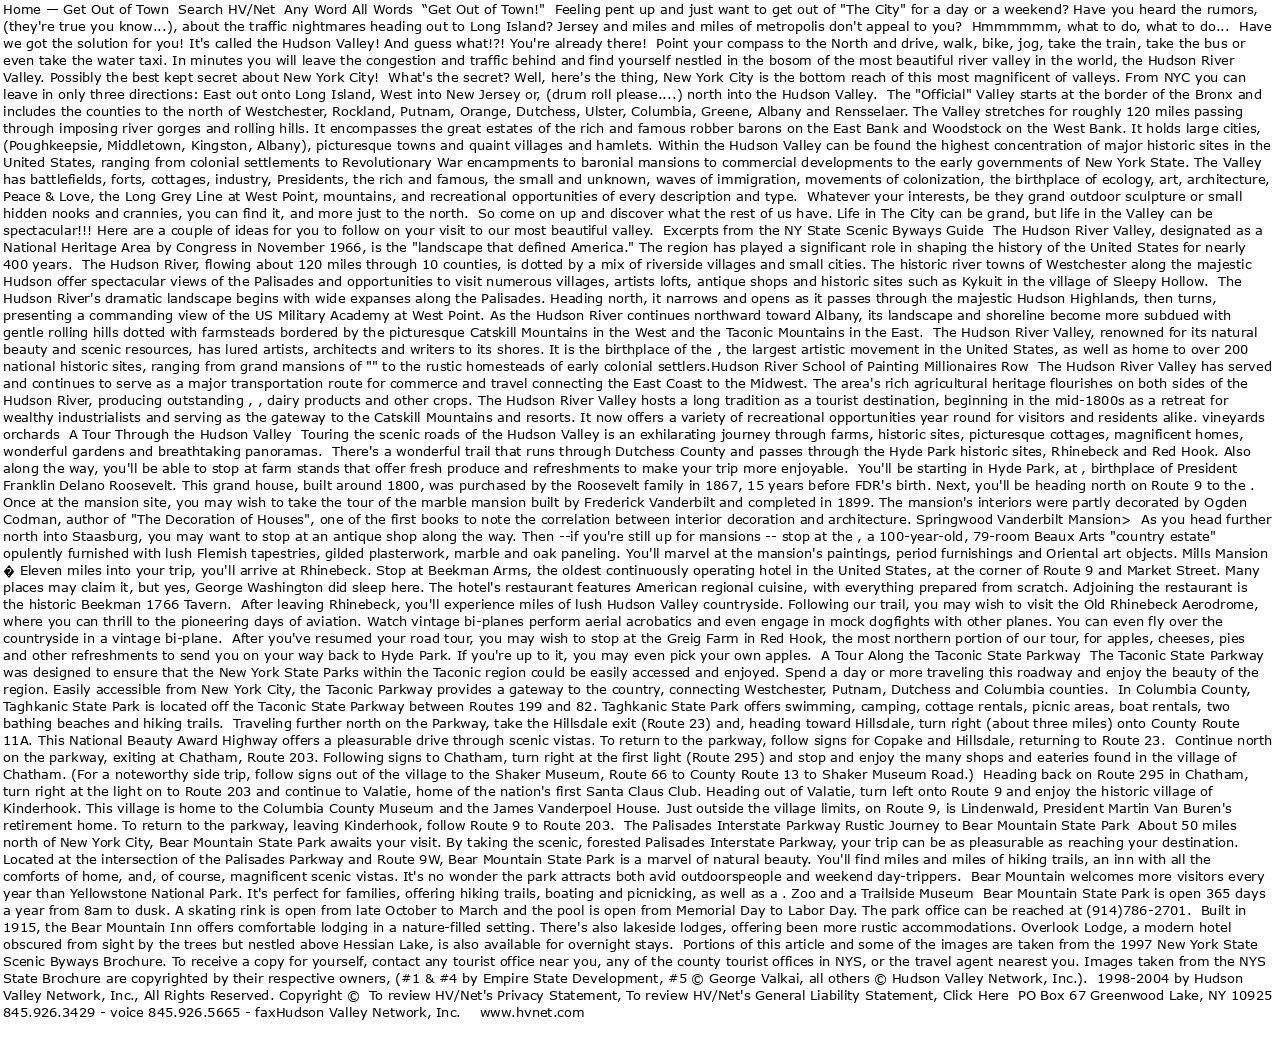 Home — Get Out of Town  Search HV/Net  Any Word All Words  “Get Out of Town!"  Feeling pent up and just want to get out of "The City" for a day or a weekend? Have you heard the rumors,
(they're true you know...), about the traffic nightmares heading out to Long Island? Jersey and miles and miles of metropolis don't appeal to you?  Hmmmmmm, what to do, what to do...  Have
we got the solution for you! It's called the Hudson Valley! And guess what!?! You're already there!  Point your compass to the North and drive, walk, bike, jog, take the train, take the bus or
even take the water taxi. In minutes you will leave the congestion and traffic behind and find yourself nestled in the bosom of the most beautiful river valley in the world, the Hudson River
Valley. Possibly the best kept secret about New York City!  What's the secret? Well, here's the thing, New York City is the bottom reach of this most magnificent of valleys. From NYC you can
leave in only three directions: East out onto Long Island, West into New Jersey or, (drum roll please....) north into the Hudson Valley.  The "Official" Valley starts at the border of the Bronx and
includes the counties to the north of Westchester, Rockland, Putnam, Orange, Dutchess, Ulster, Columbia, Greene, Albany and Rensselaer. The Valley stretches for roughly 120 miles passing
through imposing river gorges and rolling hills. It encompasses the great estates of the rich and famous robber barons on the East Bank and Woodstock on the West Bank. It holds large cities,
(Poughkeepsie, Middletown, Kingston, Albany), picturesque towns and quaint villages and hamlets. Within the Hudson Valley can be found the highest concentration of major historic sites in the
United States, ranging from colonial settlements to Revolutionary War encampments to baronial mansions to commercial developments to the early governments of New York State. The Valley
has battlefields, forts, cottages, industry, Presidents, the rich and famous, the small and unknown, waves of immigration, movements of colonization, the birthplace of ecology, art, architecture,
Peace & Love, the Long Grey Line at West Point, mountains, and recreational opportunities of every description and type.  Whatever your interests, be they grand outdoor sculpture or small
hidden nooks and crannies, you can find it, and more just to the north.  So come on up and discover what the rest of us have. Life in The City can be grand, but life in the Valley can be
spectacular!!! Here are a couple of ideas for you to follow on your visit to our most beautiful valley.  Excerpts from the NY State Scenic Byways Guide  The Hudson River Valley, designated as a
National Heritage Area by Congress in November 1966, is the "landscape that defined America." The region has played a significant role in shaping the history of the United States for nearly
400 years.  The Hudson River, flowing about 120 miles through 10 counties, is dotted by a mix of riverside villages and small cities. The historic river towns of Westchester along the majestic
Hudson offer spectacular views of the Palisades and opportunities to visit numerous villages, artists lofts, antique shops and historic sites such as Kykuit in the village of Sleepy Hollow.  The
Hudson River's dramatic landscape begins with wide expanses along the Palisades. Heading north, it narrows and opens as it passes through the majestic Hudson Highlands, then turns,
presenting a commanding view of the US Military Academy at West Point. As the Hudson River continues northward toward Albany, its landscape and shoreline become more subdued with
gentle rolling hills dotted with farmsteads bordered by the picturesque Catskill Mountains in the West and the Taconic Mountains in the East.  The Hudson River Valley, renowned for its natural
beauty and scenic resources, has lured artists, architects and writers to its shores. It is the birthplace of the , the largest artistic movement in the United States, as well as home to over 200
national historic sites, ranging from grand mansions of "" to the rustic homesteads of early colonial settlers.Hudson River School of Painting Millionaires Row  The Hudson River Valley has served
and continues to serve as a major transportation route for commerce and travel connecting the East Coast to the Midwest. The area's rich agricultural heritage flourishes on both sides of the
Hudson River, producing outstanding , , dairy products and other crops. The Hudson River Valley hosts a long tradition as a tourist destination, beginning in the mid-1800s as a retreat for
wealthy industrialists and serving as the gateway to the Catskill Mountains and resorts. It now offers a variety of recreational opportunities year round for visitors and residents alike. vineyards
orchards  A Tour Through the Hudson Valley  Touring the scenic roads of the Hudson Valley is an exhilarating journey through farms, historic sites, picturesque cottages, magnificent homes,
wonderful gardens and breathtaking panoramas.  There's a wonderful trail that runs through Dutchess County and passes through the Hyde Park historic sites, Rhinebeck and Red Hook. Also
along the way, you'll be able to stop at farm stands that offer fresh produce and refreshments to make your trip more enjoyable.  You'll be starting in Hyde Park, at , birthplace of President
Franklin Delano Roosevelt. This grand house, built around 1800, was purchased by the Roosevelt family in 1867, 15 years before FDR's birth. Next, you'll be heading north on Route 9 to the .
Once at the mansion site, you may wish to take the tour of the marble mansion built by Frederick Vanderbilt and completed in 1899. The mansion's interiors were partly decorated by Ogden
Codman, author of "The Decoration of Houses", one of the first books to note the correlation between interior decoration and architecture. Springwood Vanderbilt Mansion>  As you head further
north into Staasburg, you may want to stop at an antique shop along the way. Then --if you're still up for mansions -- stop at the , a 100-year-old, 79-room Beaux Arts "country estate"
opulently furnished with lush Flemish tapestries, gilded plasterwork, marble and oak paneling. You'll marvel at the mansion's paintings, period furnishings and Oriental art objects. Mills Mansion
� Eleven miles into your trip, you'll arrive at Rhinebeck. Stop at Beekman Arms, the oldest continuously operating hotel in the United States, at the corner of Route 9 and Market Street. Many
places may claim it, but yes, George Washington did sleep here. The hotel's restaurant features American regional cuisine, with everything prepared from scratch. Adjoining the restaurant is
the historic Beekman 1766 Tavern.  After leaving Rhinebeck, you'll experience miles of lush Hudson Valley countryside. Following our trail, you may wish to visit the Old Rhinebeck Aerodrome,
where you can thrill to the pioneering days of aviation. Watch vintage bi-planes perform aerial acrobatics and even engage in mock dogfights with other planes. You can even fly over the
countryside in a vintage bi-plane.  After you've resumed your road tour, you may wish to stop at the Greig Farm in Red Hook, the most northern portion of our tour, for apples, cheeses, pies
and other refreshments to send you on your way back to Hyde Park. If you're up to it, you may even pick your own apples.  A Tour Along the Taconic State Parkway  The Taconic State Parkway
was designed to ensure that the New York State Parks within the Taconic region could be easily accessed and enjoyed. Spend a day or more traveling this roadway and enjoy the beauty of the
region. Easily accessible from New York City, the Taconic Parkway provides a gateway to the country, connecting Westchester, Putnam, Dutchess and Columbia counties.  In Columbia County,
Taghkanic State Park is located off the Taconic State Parkway between Routes 199 and 82. Taghkanic State Park offers swimming, camping, cottage rentals, picnic areas, boat rentals, two
bathing beaches and hiking trails.  Traveling further north on the Parkway, take the Hillsdale exit (Route 23) and, heading toward Hillsdale, turn right (about three miles) onto County Route
11A. This National Beauty Award Highway offers a pleasurable drive through scenic vistas. To return to the parkway, follow signs for Copake and Hillsdale, returning to Route 23.  Continue north
on the parkway, exiting at Chatham, Route 203. Following signs to Chatham, turn right at the first light (Route 295) and stop and enjoy the many shops and eateries found in the village of
Chatham. (For a noteworthy side trip, follow signs out of the village to the Shaker Museum, Route 66 to County Route 13 to Shaker Museum Road.)  Heading back on Route 295 in Chatham,
turn right at the light on to Route 203 and continue to Valatie, home of the nation's first Santa Claus Club. Heading out of Valatie, turn left onto Route 9 and enjoy the historic village of
Kinderhook. This village is home to the Columbia County Museum and the James Vanderpoel House. Just outside the village limits, on Route 9, is Lindenwald, President Martin Van Buren's
retirement home. To return to the parkway, leaving Kinderhook, follow Route 9 to Route 203.  The Palisades Interstate Parkway Rustic Journey to Bear Mountain State Park  About 50 miles
north of New York City, Bear Mountain State Park awaits your visit. By taking the scenic, forested Palisades Interstate Parkway, your trip can be as pleasurable as reaching your destination.
Located at the intersection of the Palisades Parkway and Route 9W, Bear Mountain State Park is a marvel of natural beauty. You'll find miles and miles of hiking trails, an inn with all the
comforts of home, and, of course, magnificent scenic vistas. It's no wonder the park attracts both avid outdoorspeople and weekend day-trippers.  Bear Mountain welcomes more visitors every
year than Yellowstone National Park. It's perfect for families, offering hiking trails, boating and picnicking, as well as a . Zoo and a Trailside Museum  Bear Mountain State Park is open 365 days
a year from 8am to dusk. A skating rink is open from late October to March and the pool is open from Memorial Day to Labor Day. The park office can be reached at (914)786-2701.  Built in
1915, the Bear Mountain Inn offers comfortable lodging in a nature-filled setting. There's also lakeside lodges, offering been more rustic accommodations. Overlook Lodge, a modern hotel
obscured from sight by the trees but nestled above Hessian Lake, is also available for overnight stays.  Portions of this article and some of the images are taken from the 1997 New York State
Scenic Byways Brochure. To receive a copy for yourself, contact any tourist office near you, any of the county tourist offices in NYS, or the travel agent nearest you. Images taken from the NYS
State Brochure are copyrighted by their respective owners, (#1 & #4 by Empire State Development, #5 © George Valkai, all others © Hudson Valley Network, Inc.).  1998-2004 by Hudson
Valley Network, Inc., All Rights Reserved. Copyright ©  To review HV/Net's Privacy Statement, To review HV/Net's General Liability Statement, Click Here  PO Box 67 Greenwood Lake, NY 10925
845.926.3429 - voice 845.926.5665 - faxHudson Valley Network, Inc.    www.hvnet.com